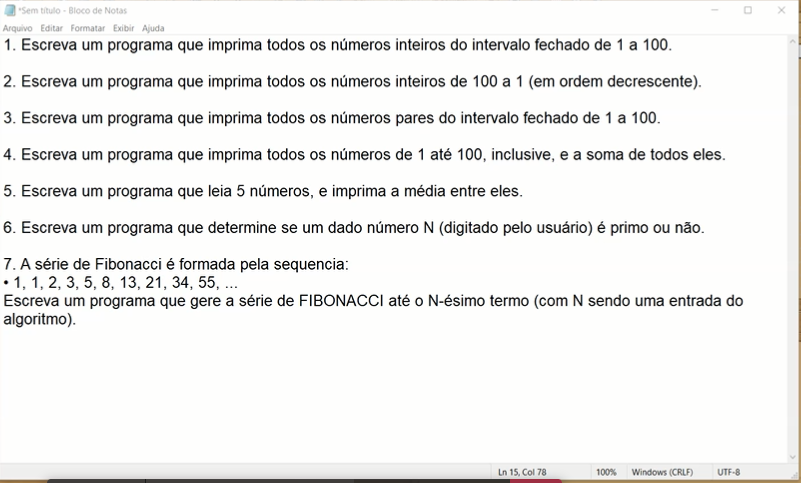 *Sem título - Bloco de Notas
Arquivo Editar Formatar Exibir Ajuda
1. Escreva um programa que imprima todos os números inteiros do intervalo fechado de 1 a 100.
2. Escreva um programa que imprima todos os números inteiros de 100 a 1 (em ordem decrescente).
3. Escreva um programa que imprima todos os números pares do intervalo fechado de 1 a 100.
4. Escreva um programa que imprima todos os números de 1 até 100, inclusive, e a soma de todos eles.
5. Escreva um programa que leia 5 números, e imprima a média entre eles.
6. Escreva um programa que determine se um dado número N (digitado pelo usuário) é primo ou não.
7. A série de Fibonacci é formada pela sequencia:
• 1, 1, 2, 3, 5, 8, 13, 21, 34, 55, ...
Escreva um programa que gere a série de FIBONACCI até o N-ésimo termo (com N sendo uma entrada do
algoritmo).
Ln 15, Col 78 100% Windows (CRLF) UTF-8